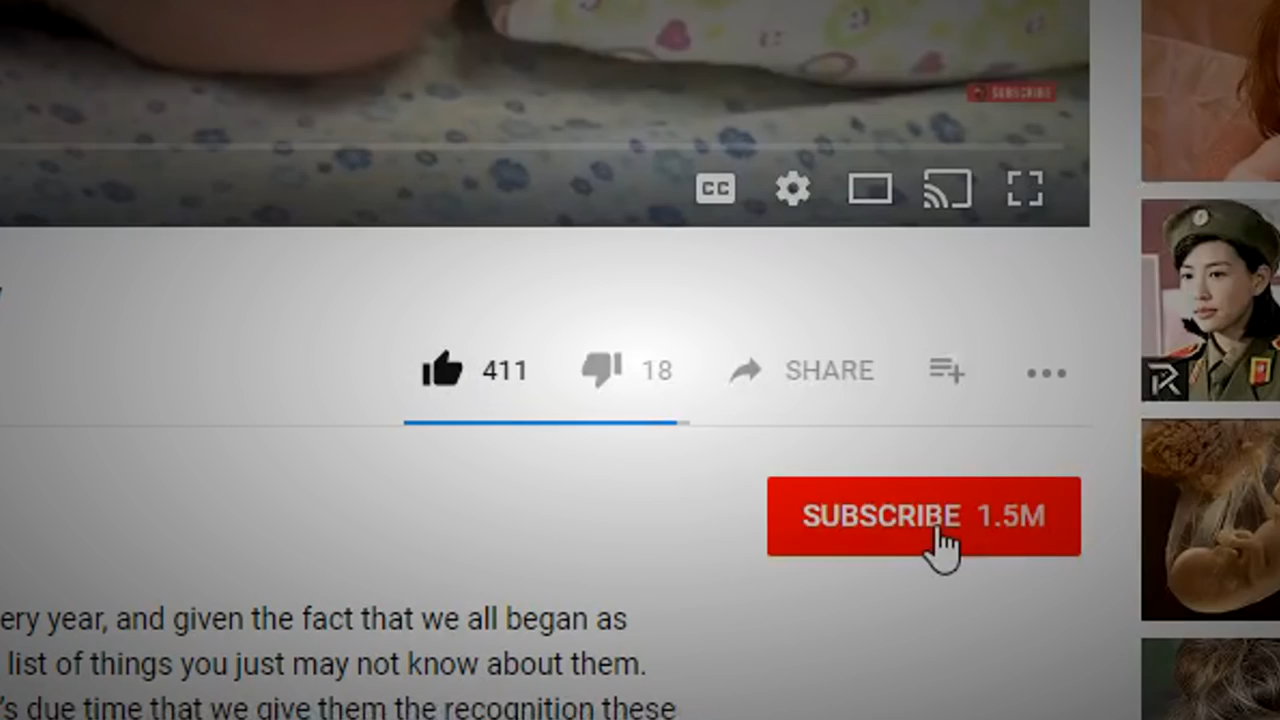 SUBSCRIBE
CC
411 18 SHARE
SUBSCRIBE 1.5M
ery year, and given the fact that we all began as
list of things you just may not know about them.
's due time that we give them the recognition these